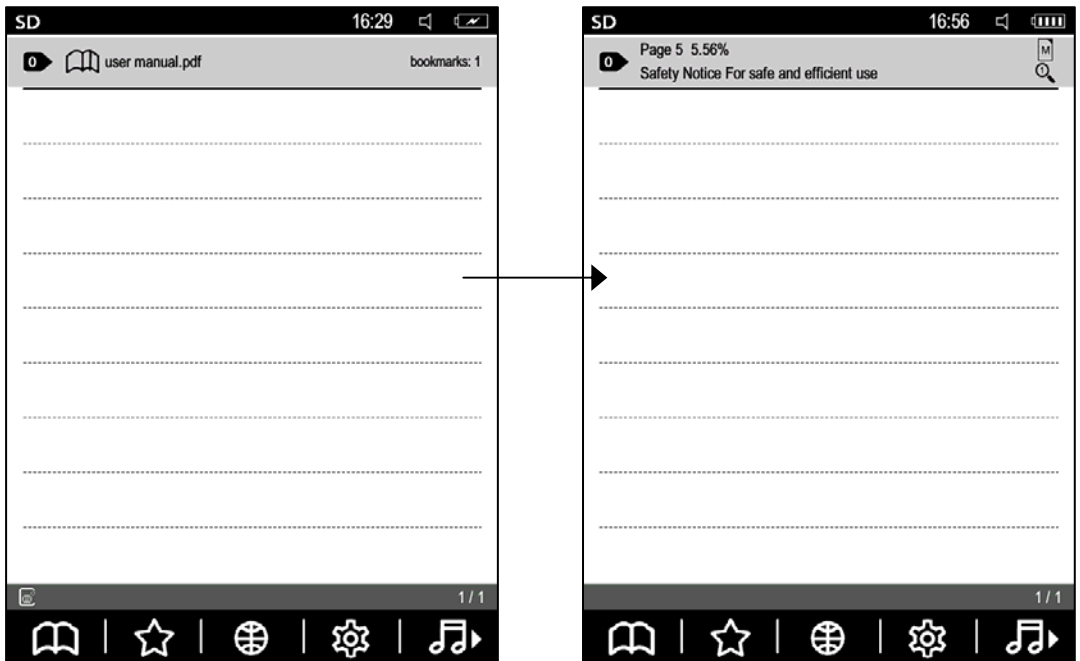 SD 16:29
0 user manual.pdf bookmarks: 1
1 / 1
SD 16:56
0 Page 5 5.56% M
Safety Notice For safe and efficient use 1
1 / 1